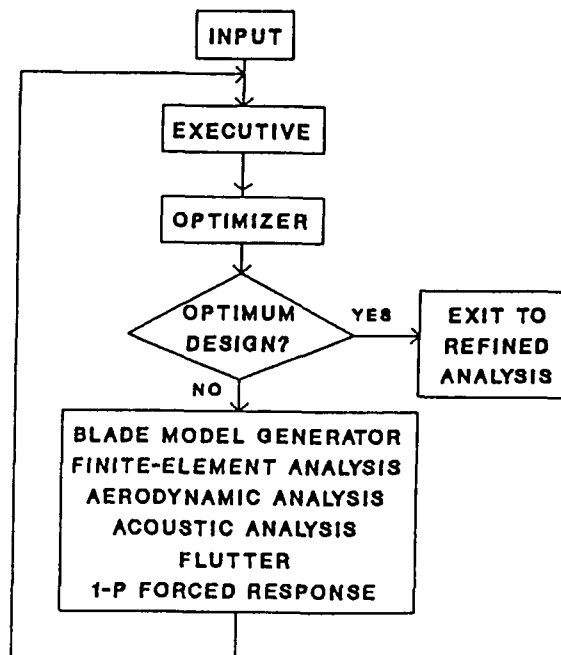 INPUT
EXECUTIVE
OPTIMIZER
OPTIMUM
DESIGN?
YES
EXIT TO
REFINED
ANALYSIS
NO
BLADE MODEL GENERATOR
FINITE-ELEMENT ANALYSIS
AERODYNAMIC ANALYSIS
ACOUSTIC ANALYSIS
FLUTTER
1-P FORCED RESPONSE